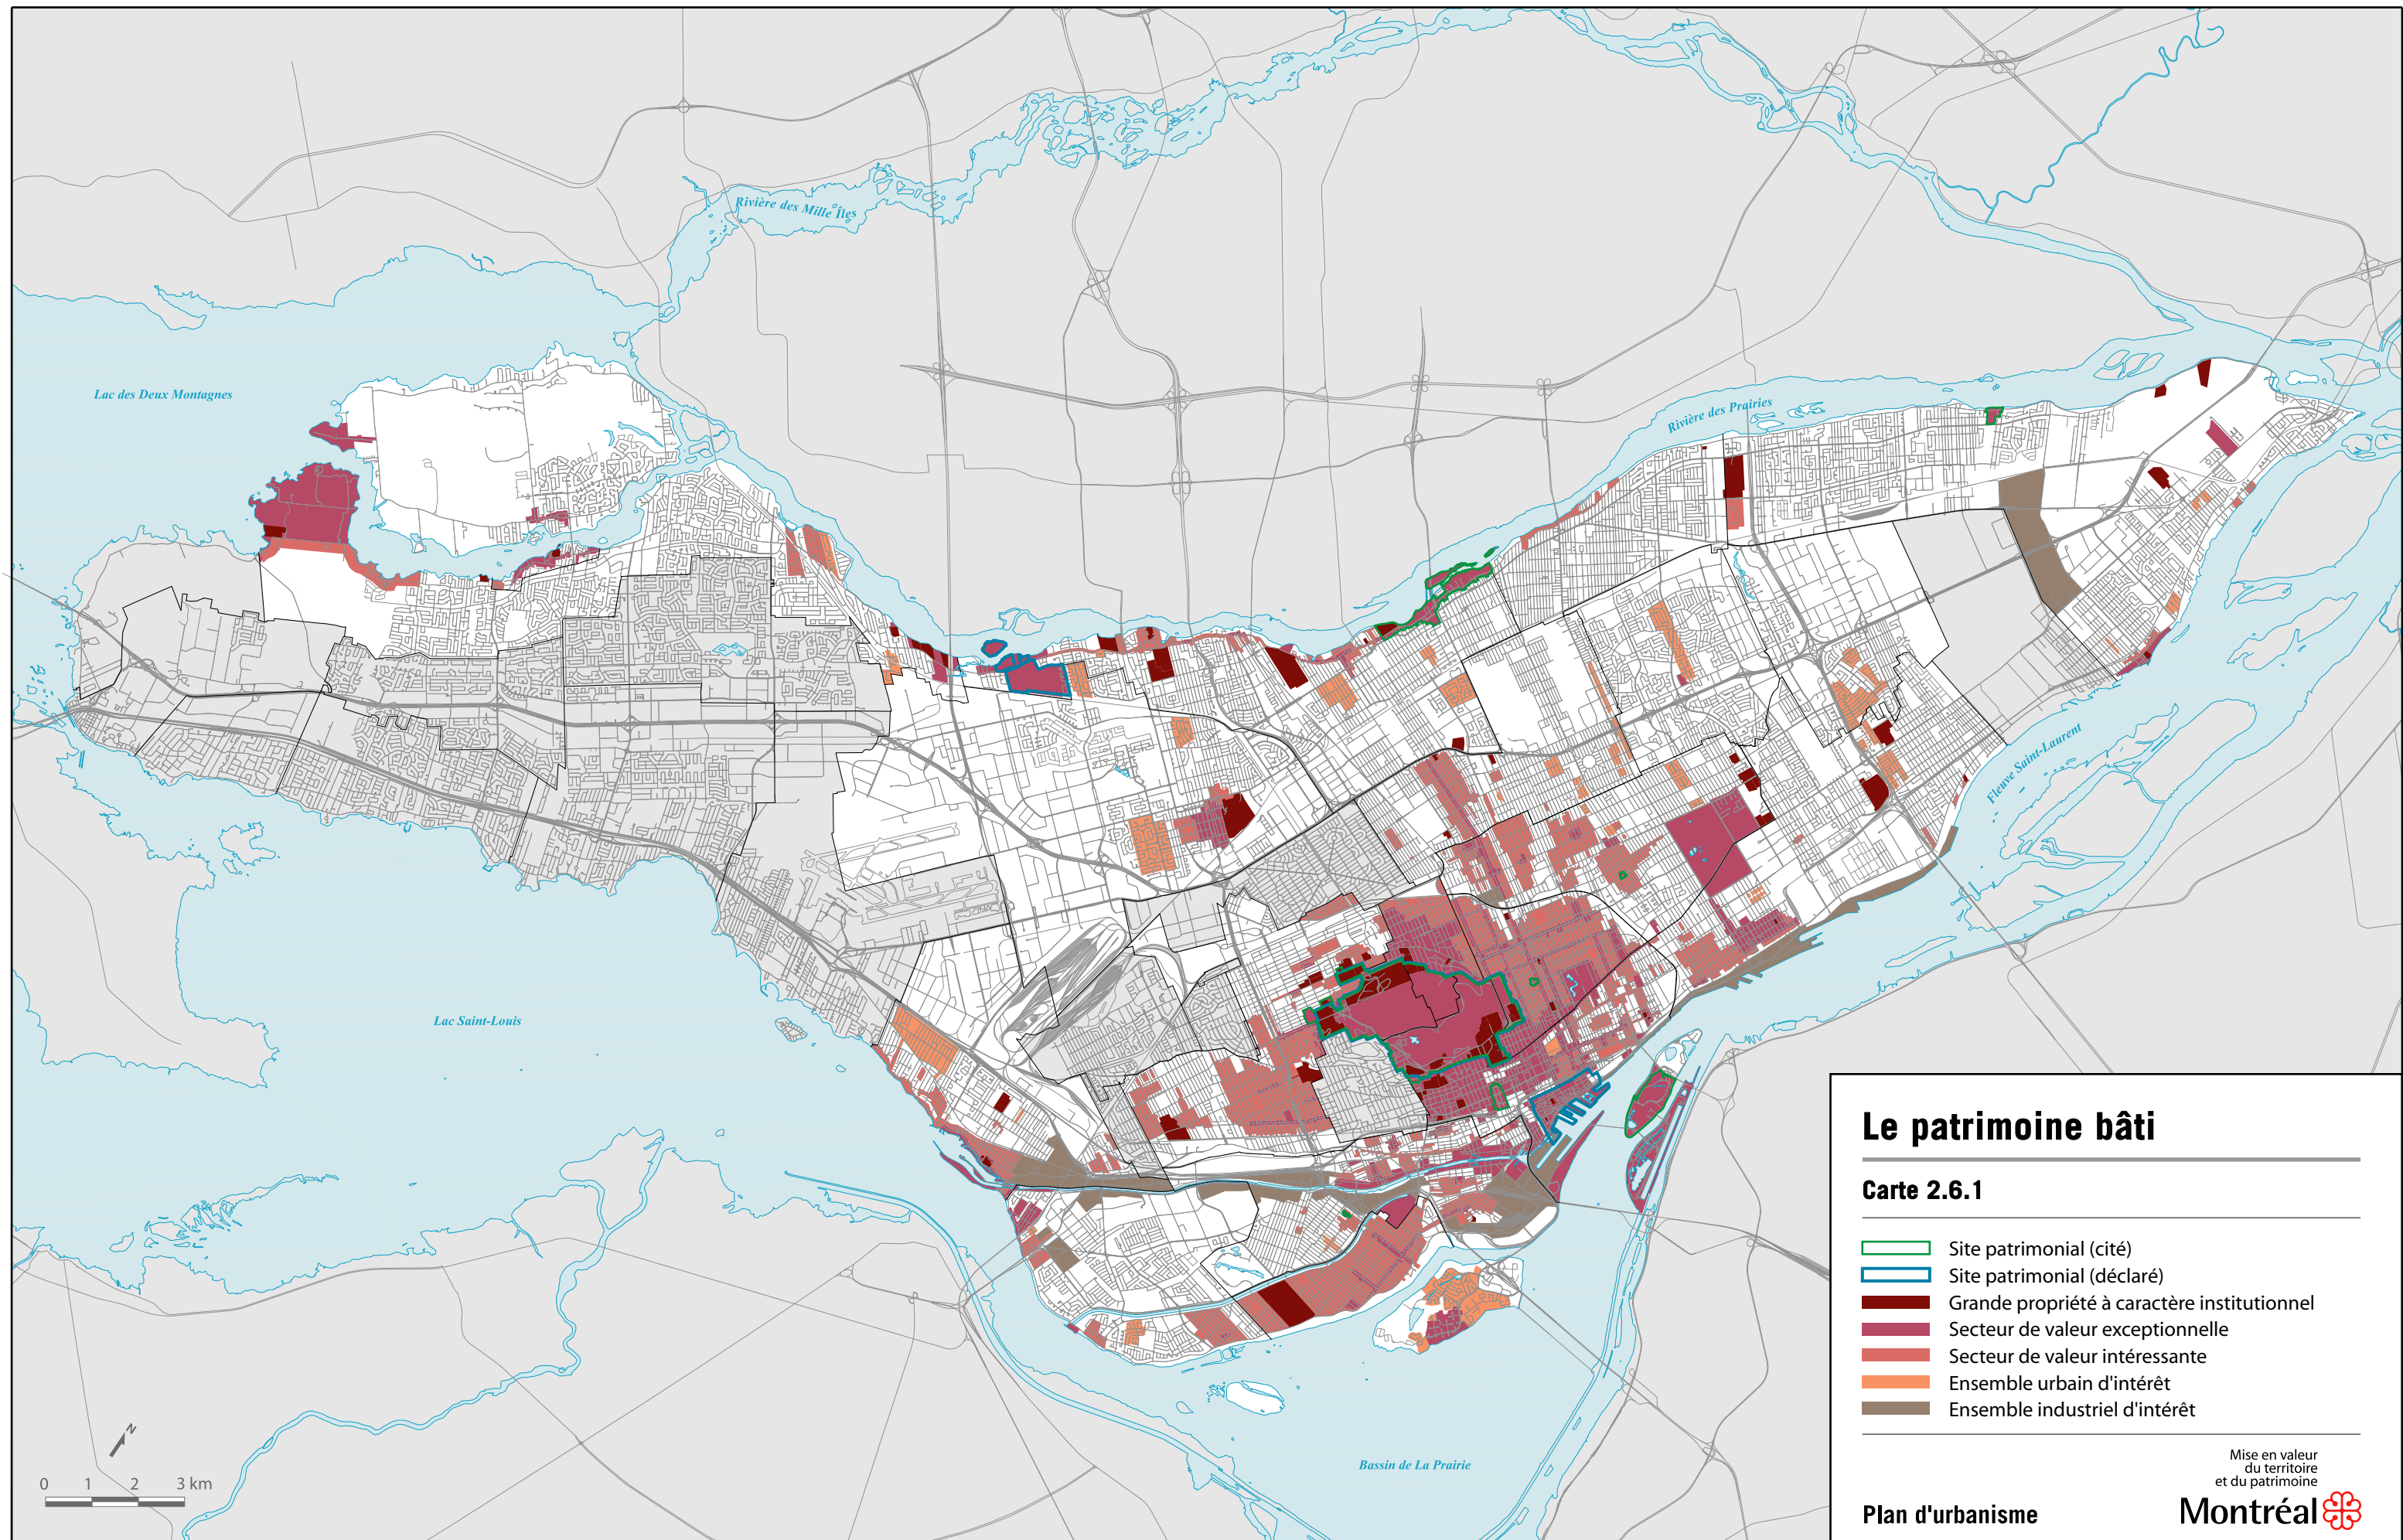 Rivière des Mille Îles
Lac des Deux Montagnes
Rivière des Prairies
Fleuve Saint-Laurent
Lac Saint-Louis
Bassin de La Prairie
N
0 1 2 3 km
Le patrimoine bâti
Carte 2.6.1
Site patrimonial (cité)
Site patrimonial (déclaré)
Grande propriété à caractère institutionnel
Secteur de valeur exceptionnelle
Secteur de valeur intéressante
Ensemble urbain d'intérêt
Ensemble industriel d'intérêt
Mise en valeur
du territoire
et du patrimoine
Plan d'urbanisme
Montréal